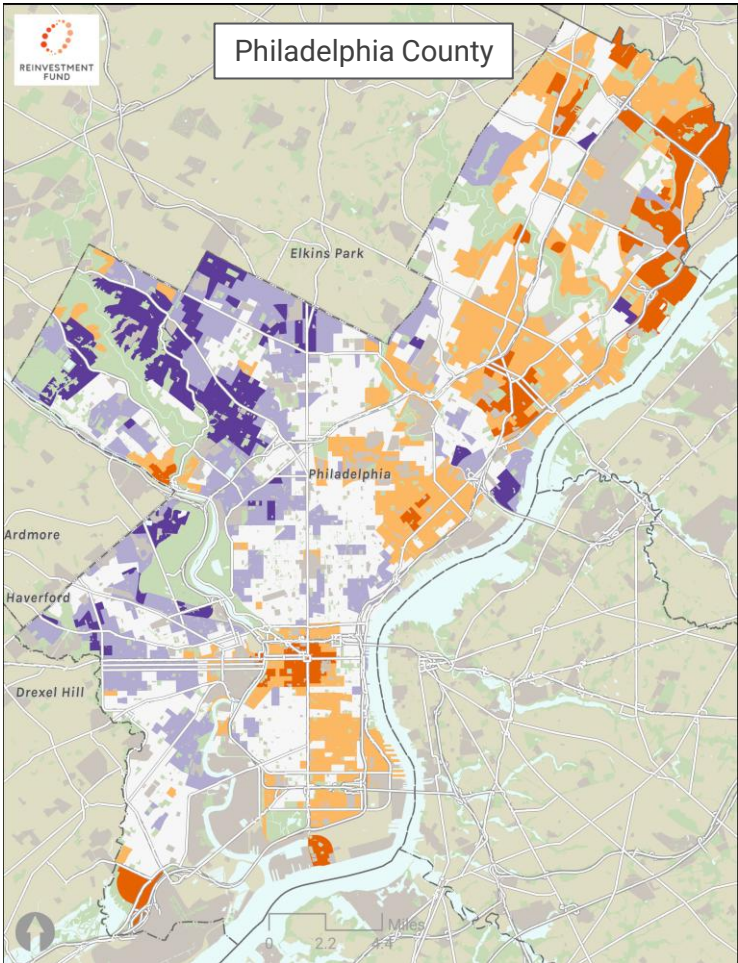 REINVESTMENT
FUND
Philadelphia County
Elkins Park
Philadelphia
Ardmore
Haverford
Drexel Hill
Miles
0 2.2 4.4